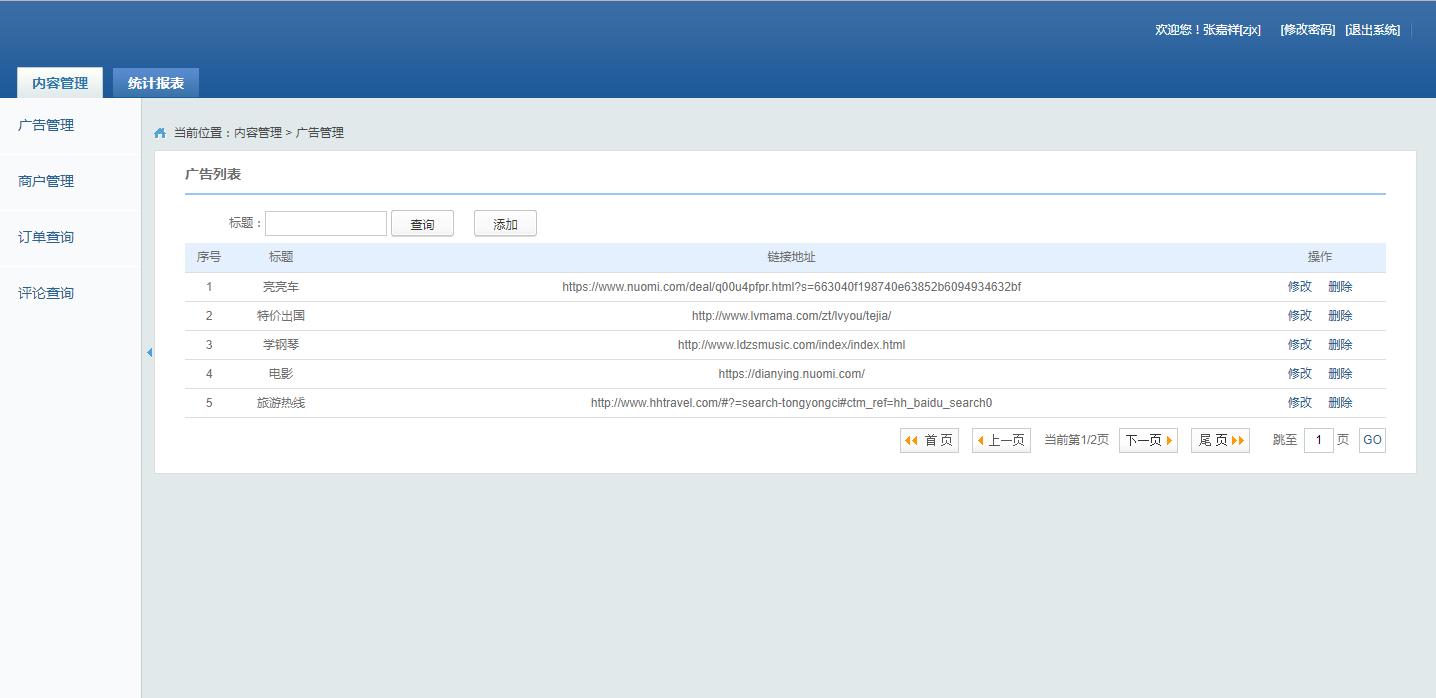 欢迎您！张嘉祥[zjx] [修改密码] [退出系统]
内容管理 统计报表
广告管理
商户管理
订单查询
评论查询
当前位置：内容管理 > 广告管理
广告列表
标题： 查询 添加
序号 标题 链接地址 操作
1 亮亮车 https://www.nuomi.com/deal/q00u4pfpr.html?s=663040f198740e63852b6094934632bf 修改 删除
2 特价出国 http://www.lvmama.com/zt/lvyou/tejia/ 修改 删除
3 学钢琴 http://www.ldzsmusic.com/index/index.html 修改 删除
4 电影 https://dianying.nuomi.com/ 修改 删除
5 旅游热线 http://www.hhtravel.com/#?=search-tongyongci#ctm_ref=hh_baidu_search0 修改 删除
首 页 上一页 当前第1/2页 下一页 尾 页 跳至 1 页 GO